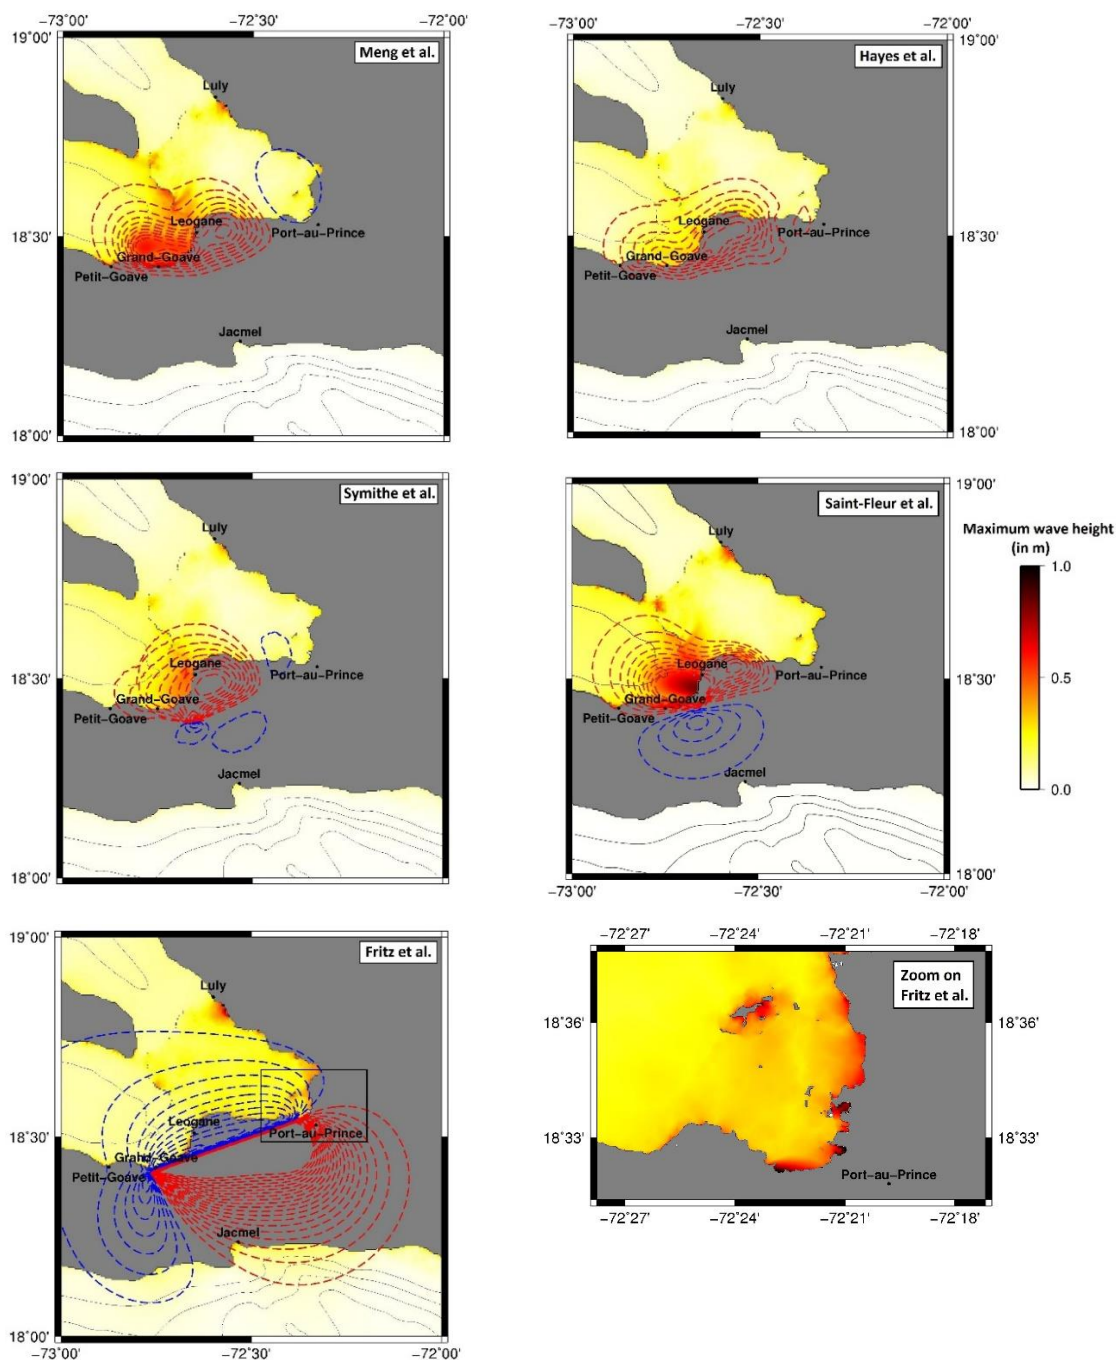 −73°00' −72°30' −72°00'
19°00'
Meng et al.
Luly
Leogane
18°30'
Port−au−Prince
Grand−Goave
Petit−Goave
Jacmel
18°00'
−73°00' −72°30' −72°00'
19°00'
Hayes et al.
Luly
Leogane
Port−au−Prince
18°30'
Grand−Goave
Petit−Goave
Jacmel
18°00'
19°00'
Symithe et al.
Luly
Leogane
Port−au−Prince
18°30'
Grand−Goave
Petit−Goave
Jacmel
18°00'
19°00'
Saint-Fleur et al.
Luly
Leogane
Port−au−Prince
18°30'
Grand−Goave
Petit−Goave
Jacmel
18°00'
−73°00' −72°30' −72°00'
Maximum wave height
(in m)
1.0
0.5
0.0
19°00'
Fritz et al.
Luly
Leogane
18°30'
Port−au−Prince
Grand−Goave
Petit−Goave
Jacmel
18°00'
−73°00' −72°30' −72°00'
−72°27' −72°24' −72°21' −72°18'
Zoom on
Fritz et al.
18°36' 18°36'
18°33' 18°33'
Port−au−Prince
−72°27' −72°24' −72°21' −72°18'